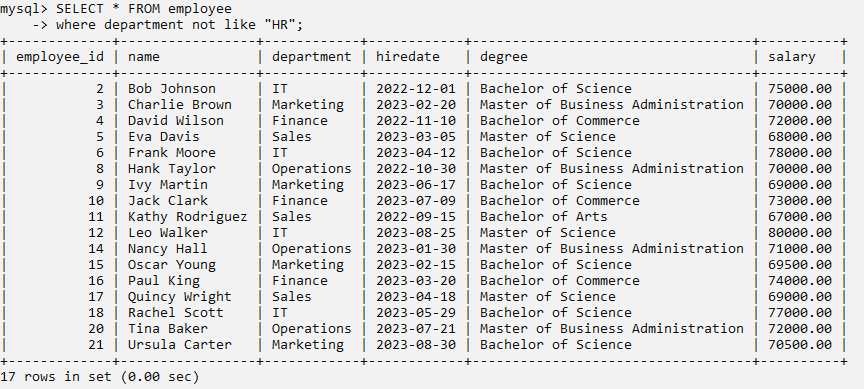 mysql> SELECT * FROM employee
    -> where department not like "HR";
+-------------+-----------------+------------+------------+-----------------------------------+----------+
| employee_id | name            | department | hiredate   | degree                            | salary   |
+-------------+-----------------+------------+------------+-----------------------------------+----------+
|           2 | Bob Johnson     | IT         | 2022-12-01 | Bachelor of Science               | 75000.00 |
|           3 | Charlie Brown   | Marketing  | 2023-02-20 | Master of Business Administration | 70000.00 |
|           4 | David Wilson    | Finance    | 2022-11-10 | Bachelor of Commerce              | 72000.00 |
|           5 | Eva Davis       | Sales      | 2023-03-05 | Master of Science                 | 68000.00 |
|           6 | Frank Moore     | IT         | 2023-04-12 | Bachelor of Science               | 78000.00 |
|           8 | Hank Taylor     | Operations | 2022-10-30 | Master of Business Administration | 70000.00 |
|           9 | Ivy Martin      | Marketing  | 2023-06-17 | Bachelor of Science               | 69000.00 |
|          10 | Jack Clark      | Finance    | 2023-07-09 | Bachelor of Commerce              | 73000.00 |
|          11 | Kathy Rodriguez | Sales      | 2022-09-15 | Bachelor of Arts                  | 67000.00 |
|          12 | Leo Walker      | IT         | 2023-08-25 | Master of Science                 | 80000.00 |
|          14 | Nancy Hall      | Operations | 2023-01-30 | Master of Business Administration | 71000.00 |
|          15 | Oscar Young     | Marketing  | 2023-02-15 | Bachelor of Science               | 69500.00 |
|          16 | Paul King       | Finance    | 2023-03-20 | Bachelor of Commerce              | 74000.00 |
|          17 | Quincy Wright   | Sales      | 2023-04-18 | Master of Science                 | 69000.00 |
|          18 | Rachel Scott    | IT         | 2023-05-29 | Bachelor of Science               | 77000.00 |
|          20 | Tina Baker      | Operations | 2023-07-21 | Master of Business Administration | 72000.00 |
|          21 | Ursula Carter   | Marketing  | 2023-08-30 | Bachelor of Science               | 70500.00 |
+-------------+-----------------+------------+------------+-----------------------------------+----------+
17 rows in set (0.00 sec)